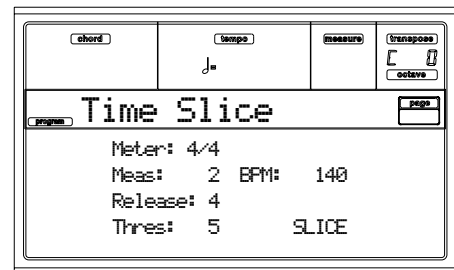 chord tempo measure transpose
♩= C 0
octave
program Time Slice page
Meter: 4/4
Meas: 2 BPM: 140
Release: 4
Thres: 5 SLICE